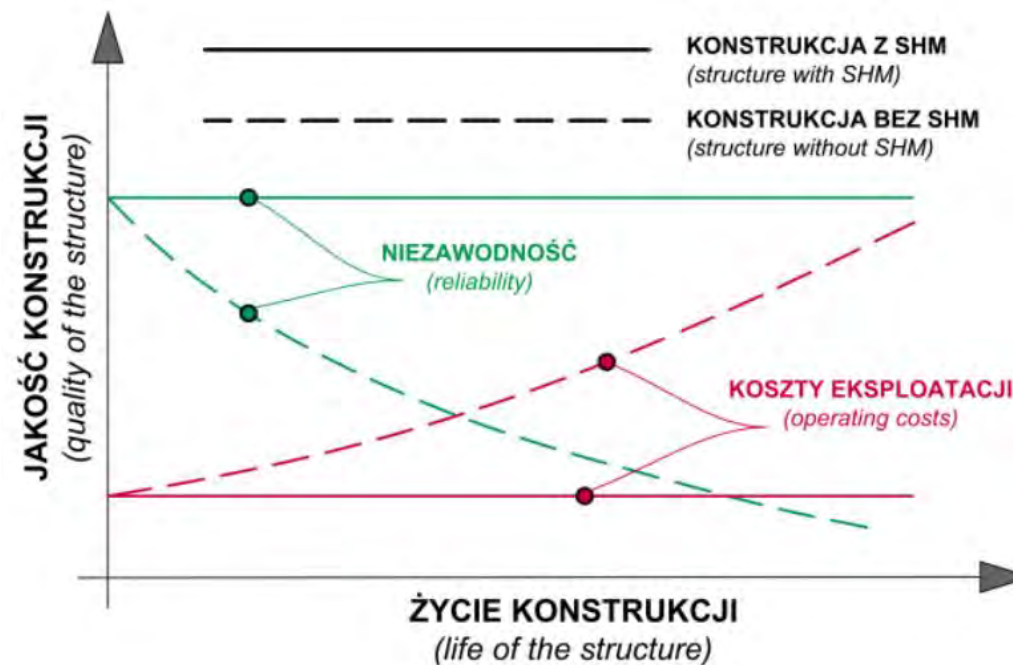 KONSTRUKCJA Z SHM
(structure with SHM)
KONSTRUKCJA BEZ SHM
(structure without SHM)
JAKOŚĆ KONSTRUKCJI
(quality of the structure)
NIEZAWODNOŚĆ
(reliability)
KOSZTY EKSPLOATACJI
(operating costs)
ŻYCIE KONSTRUKCJI
(life of the structure)